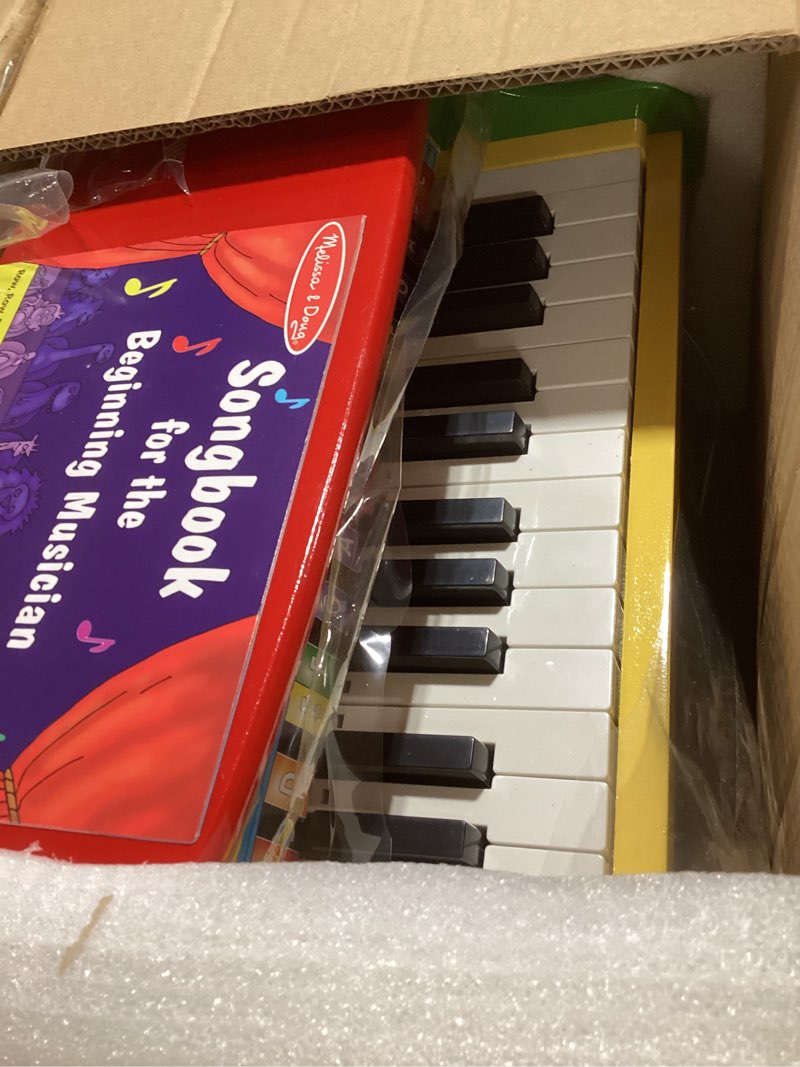 Melissa & Doug
Songbook
for the
Beginning Musician